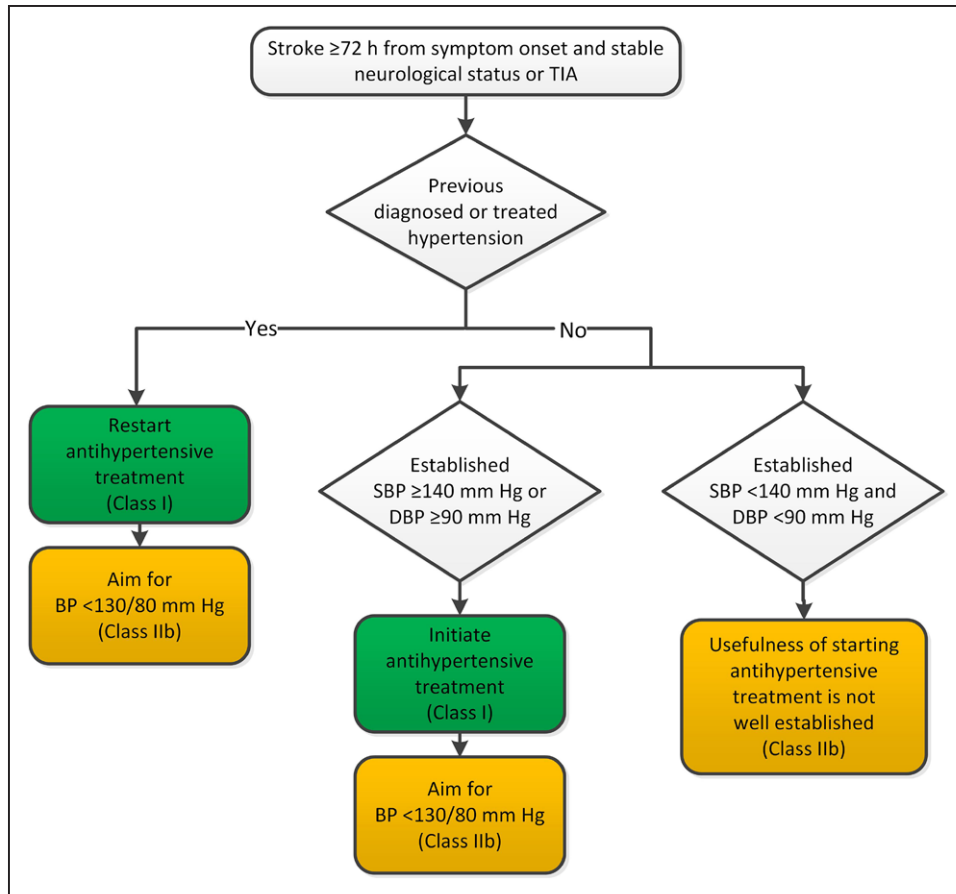 Stroke ≥72 h from symptom onset and stable
neurological status or TIA
Previous
diagnosed or treated
hypertension
Yes
No
Restart
antihypertensive
treatment
(Class I)
Aim for
BP <130/80 mm Hg
(Class IIb)
Established
SBP ≥140 mm Hg or
DBP ≥90 mm Hg
Initiate
antihypertensive
treatment
(Class I)
Aim for
BP <130/80 mm Hg
(Class IIb)
Established
SBP <140 mm Hg and
DBP <90 mm Hg
Usefulness of starting
antihypertensive
treatment is not
well established
(Class IIb)